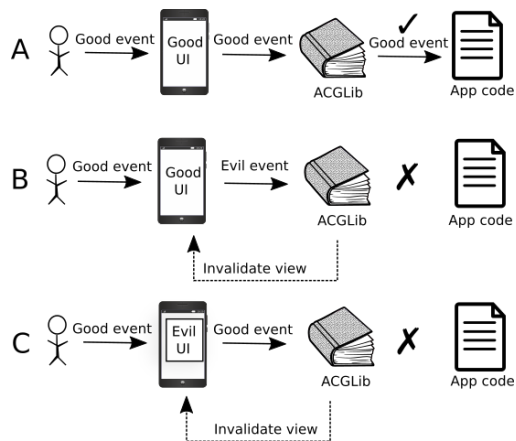 A
Good event
Good
UI
Good event
ACGLib
✓
Good event
App code
B
Good event
Good
UI
Evil event
ACGLib
✗
App code
Invalidate view
C
Good event
Evil
UI
Good event
ACGLib
✗
App code
Invalidate view